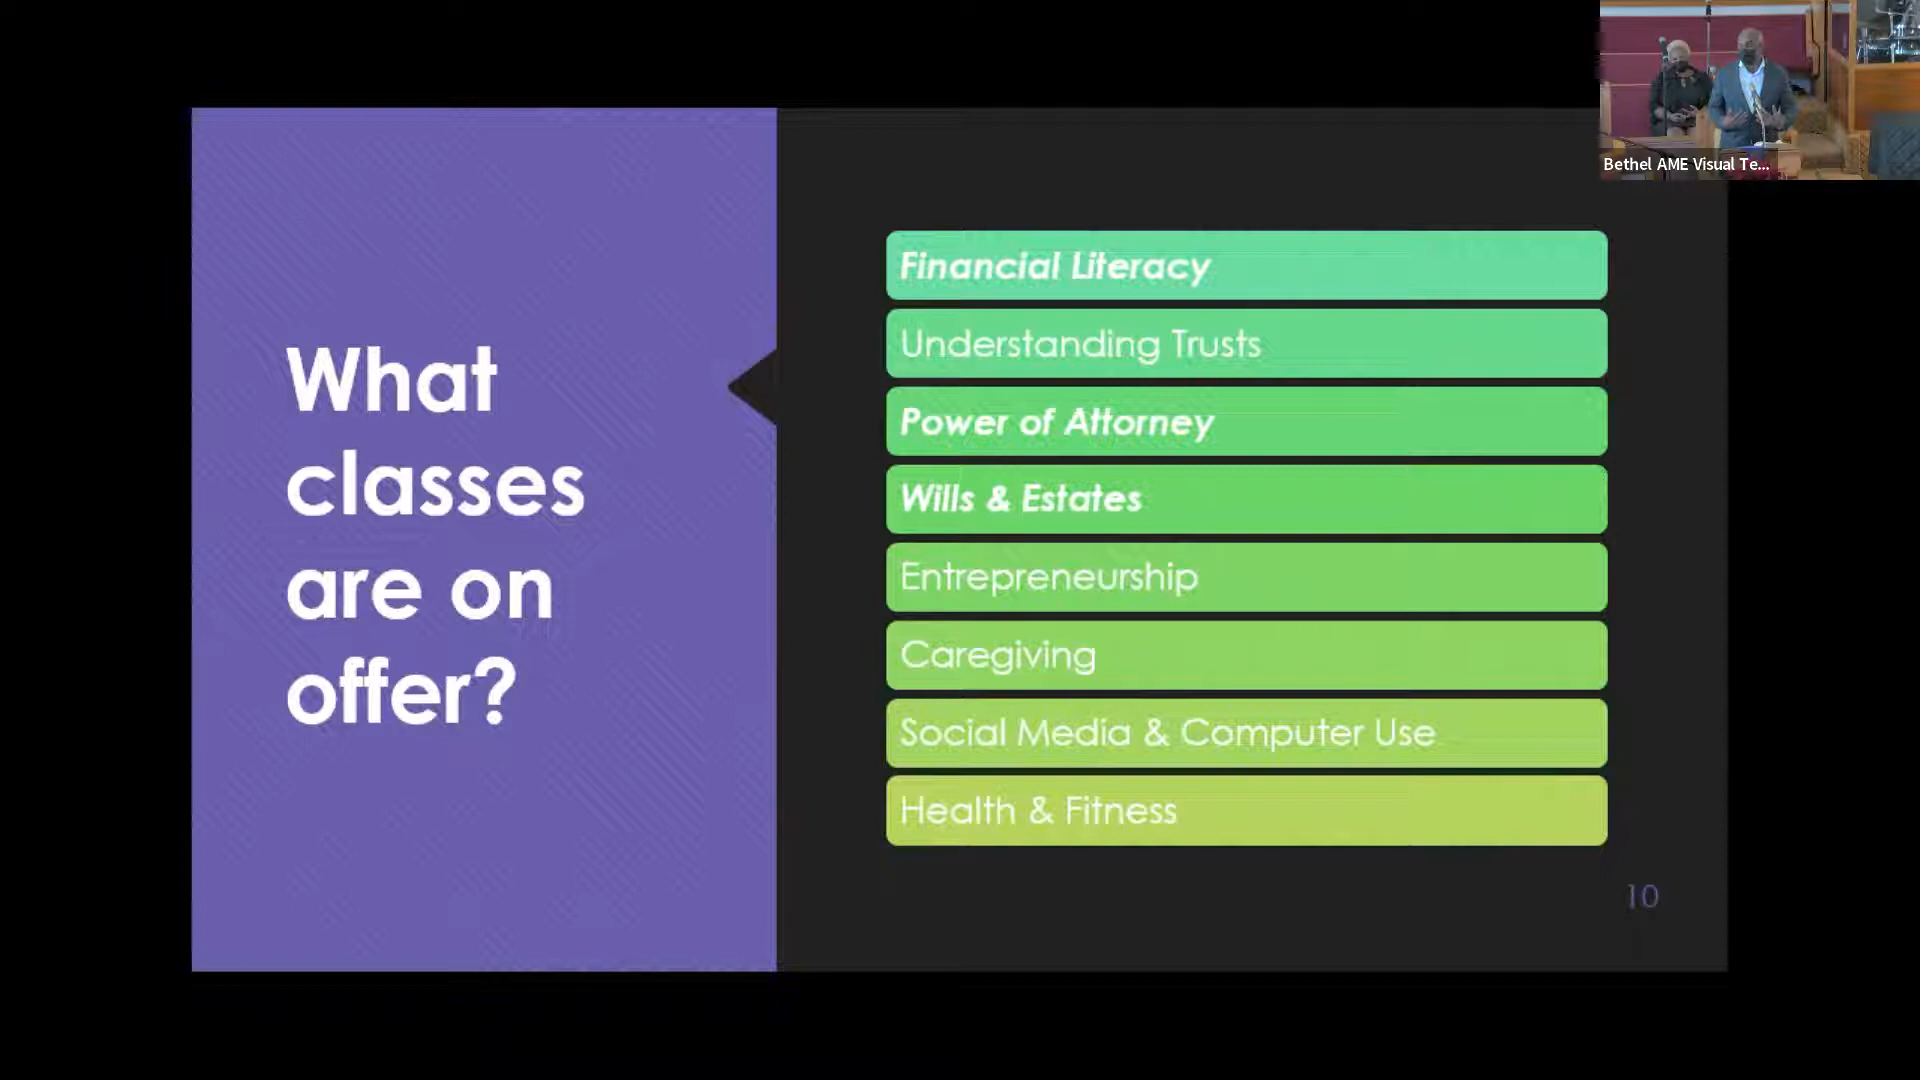 What
classes
are on
offer?
Financial Literacy
Understanding Trusts
Power of Attorney
Wills & Estates
Entrepreneurship
Caregiving
Social Media & Computer Use
Health & Fitness
10
Bethel AME Visual Te...